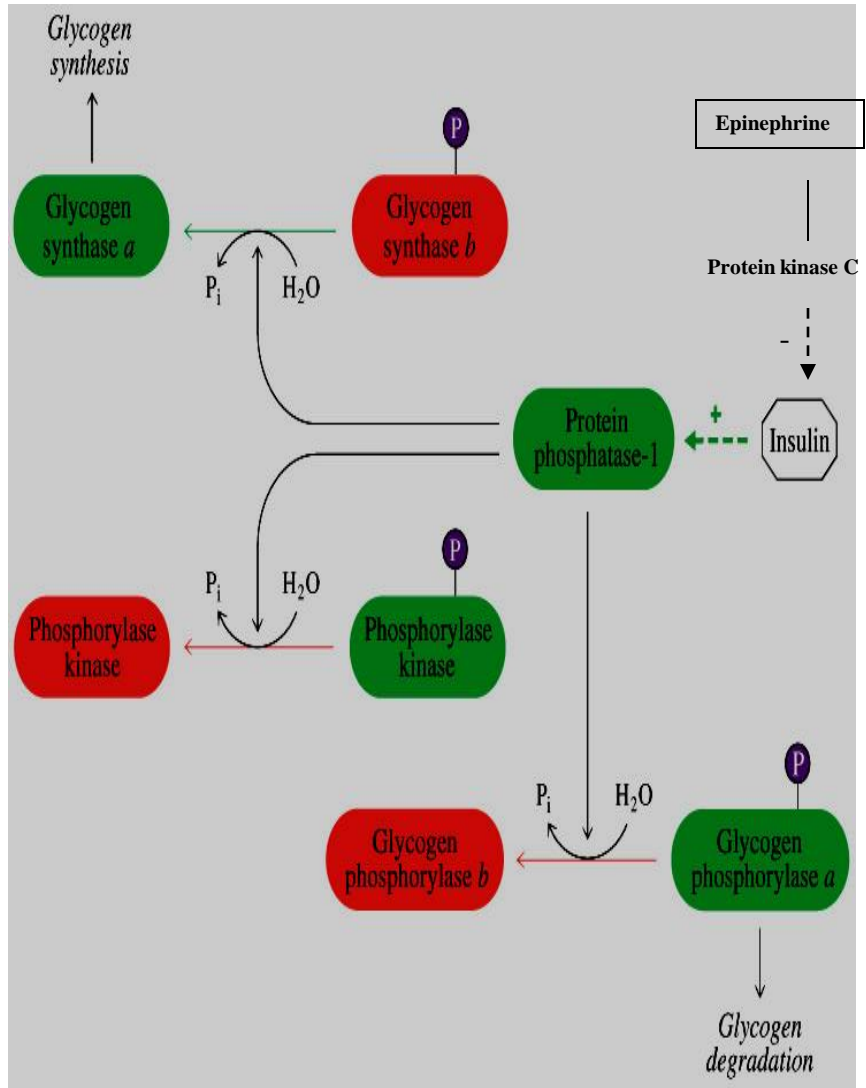 Glycogen
synthesis
P
Epinephrine
Glycogen
synthase a
Glycogen
synthase b
Pi
H2O
Protein kinase C
-
+
Protein
phosphatase-1
Insulin
P
Pi
H2O
Phosphorylase
kinase
Phosphorylase
kinase
P
Pi
H2O
Glycogen
phosphorylase b
Glycogen
phosphorylase a
Glycogen
degradation